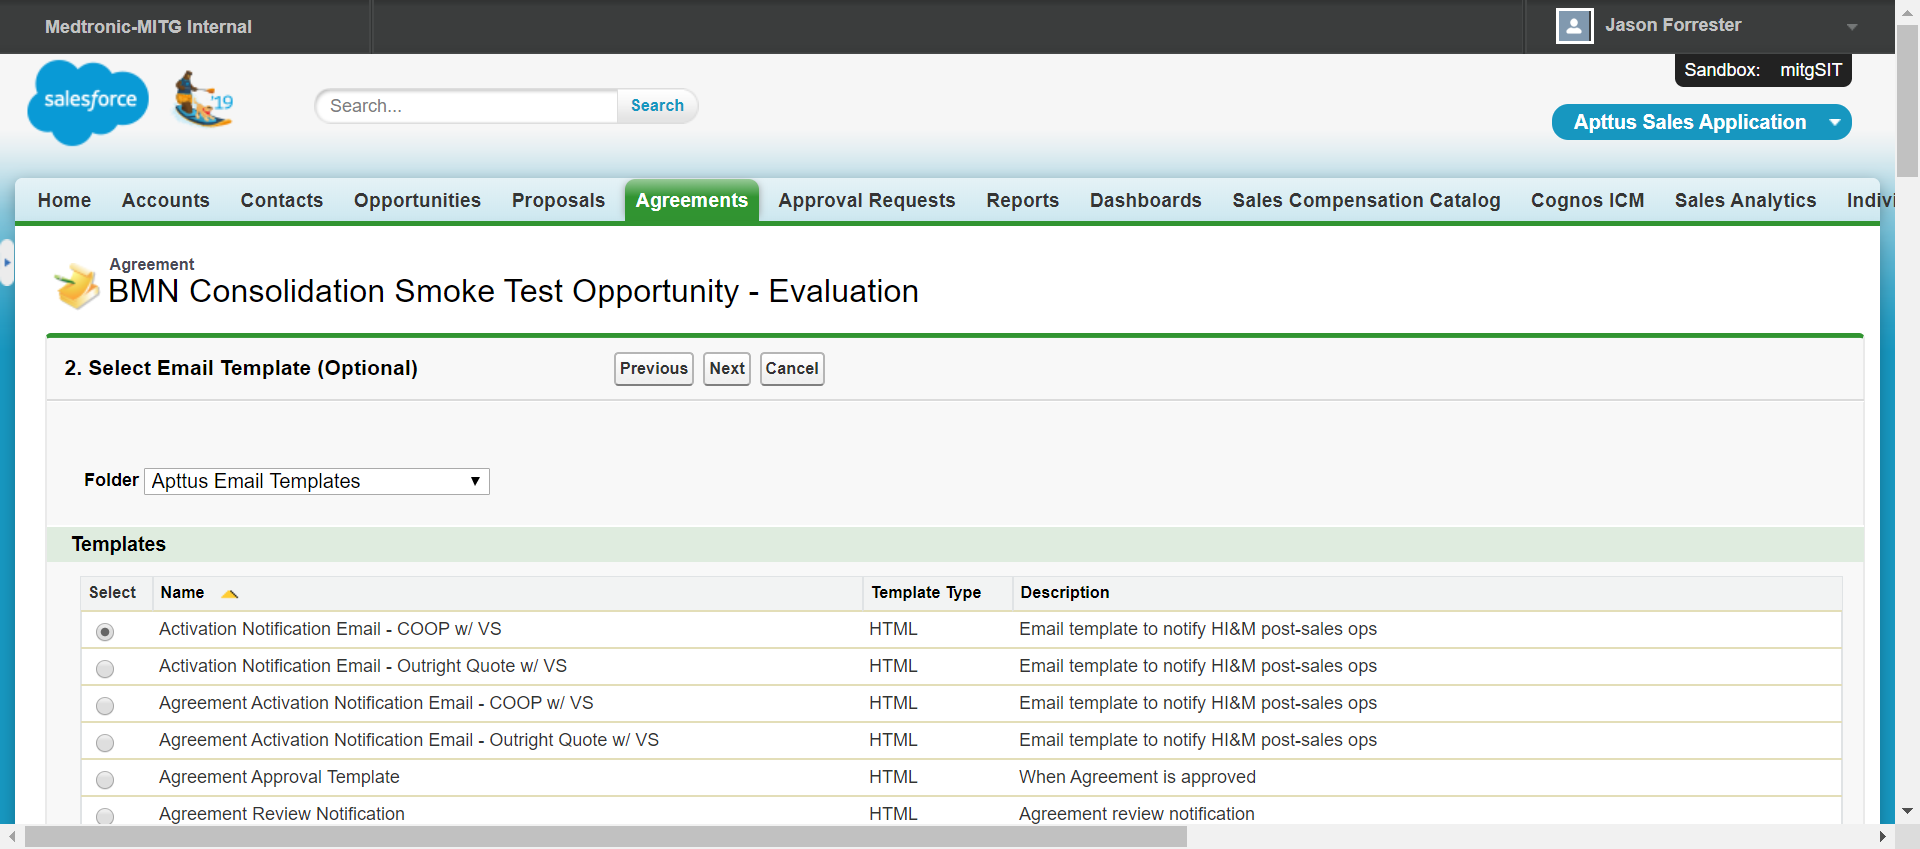 Medtronic-MITG Internal
Jason Forrester
Sandbox: mitgSIT
salesforce
'19
Search...
Search
Apttus Sales Application
Home Accounts Contacts Opportunities Proposals Agreements Approval Requests Reports Dashboards Sales Compensation Catalog Cognos ICM Sales Analytics Indivi
Agreement
BMN Consolidation Smoke Test Opportunity - Evaluation
2. Select Email Template (Optional) Previous Next Cancel
Folder Apttus Email Templates
Templates
Select Name Template Type Description
Activation Notification Email - COOP w/ VS HTML Email template to notify HI&M post-sales ops
Activation Notification Email - Outright Quote w/ VS HTML Email template to notify HI&M post-sales ops
Agreement Activation Notification Email - COOP w/ VS HTML Email template to notify HI&M post-sales ops
Agreement Activation Notification Email - Outright Quote w/ VS HTML Email template to notify HI&M post-sales ops
Agreement Approval Template HTML When Agreement is approved
Agreement Review Notification HTML Agreement review notification